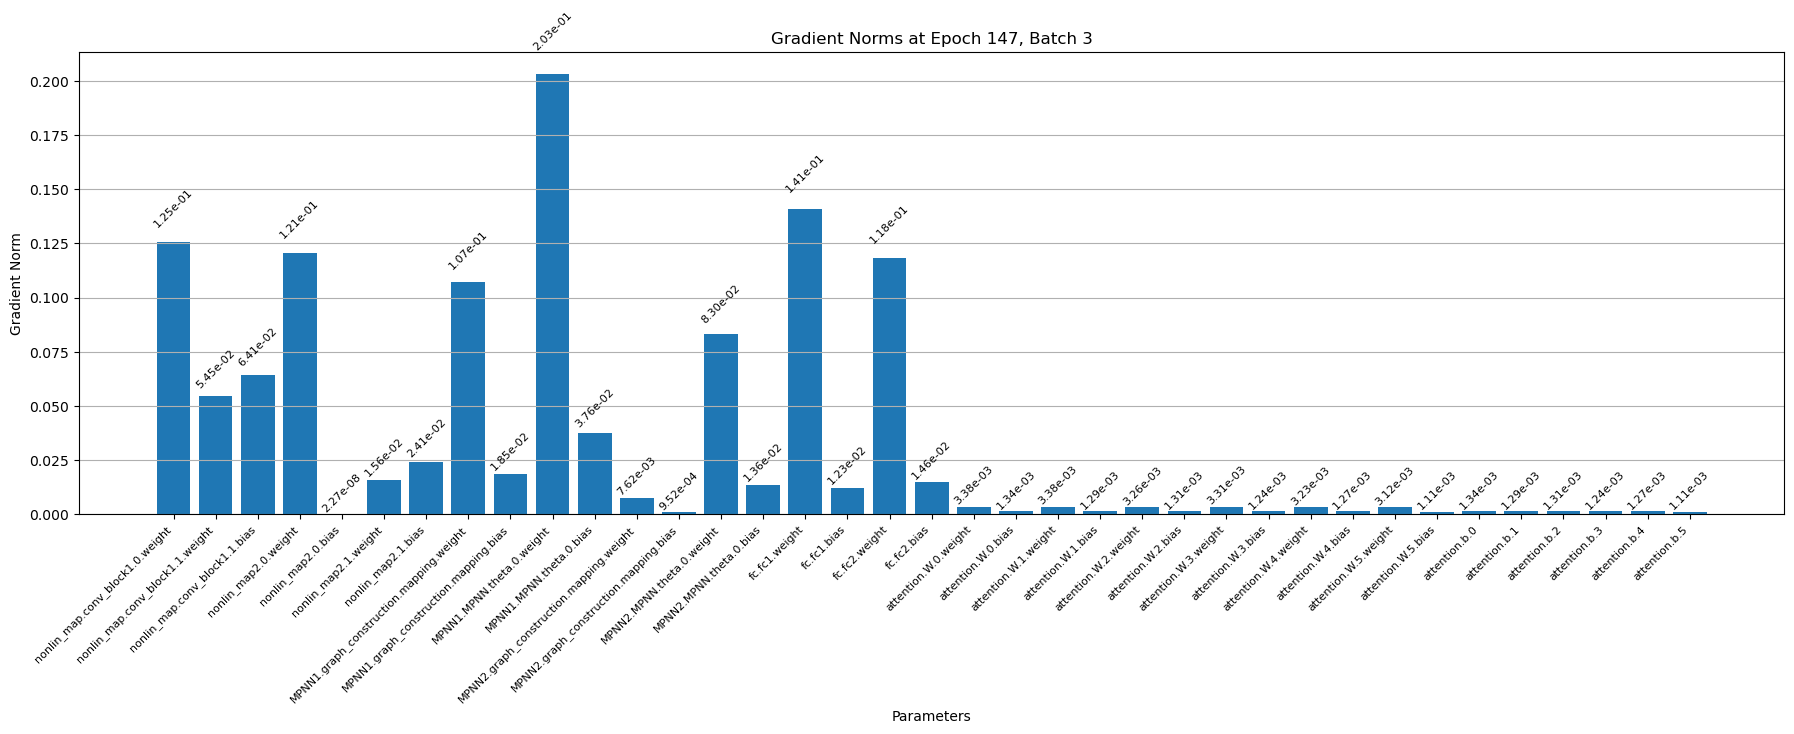 Gradient Norms at Epoch 147, Batch 3
Gradient Norm
0.200
0.175
0.150
0.125
0.100
0.075
0.050
0.025
0.000
1.25e-01
5.45e-02
6.41e-02
1.21e-01
2.27e-08
1.56e-02
2.41e-02
1.07e-01
1.85e-02
2.03e-01
3.76e-02
7.62e-03
9.52e-04
8.30e-02
1.36e-02
1.41e-01
1.23e-02
1.18e-01
1.46e-02
3.38e-03
1.34e-03
3.38e-03
1.29e-03
3.26e-03
1.31e-03
3.31e-03
1.24e-03
3.23e-03
1.27e-03
3.12e-03
1.11e-03
1.34e-03
1.29e-03
1.31e-03
1.24e-03
1.27e-03
1.11e-03
nonlin_map.conv_block1.0.weight
nonlin_map.conv_block1.1.weight
nonlin_map.conv_block1.1.bias
nonlin_map2.0.weight
nonlin_map2.0.bias
nonlin_map2.1.weight
nonlin_map2.1.bias
MPNN1.graph_construction.mapping.weight
MPNN1.graph_construction.mapping.bias
MPNN1.MPNN.theta.0.weight
MPNN1.MPNN.theta.0.bias
MPNN2.graph_construction.mapping.weight
MPNN2.graph_construction.mapping.bias
MPNN2.MPNN.theta.0.weight
MPNN2.MPNN.theta.0.bias
fc.fc1.weight
fc.fc1.bias
fc.fc2.weight
fc.fc2.bias
attention.W.0.weight
attention.W.0.bias
attention.W.1.weight
attention.W.1.bias
attention.W.2.weight
attention.W.2.bias
attention.W.3.weight
attention.W.3.bias
attention.W.4.weight
attention.W.4.bias
attention.W.5.weight
attention.W.5.bias
attention.b.0
attention.b.1
attention.b.2
attention.b.3
attention.b.4
attention.b.5
Parameters